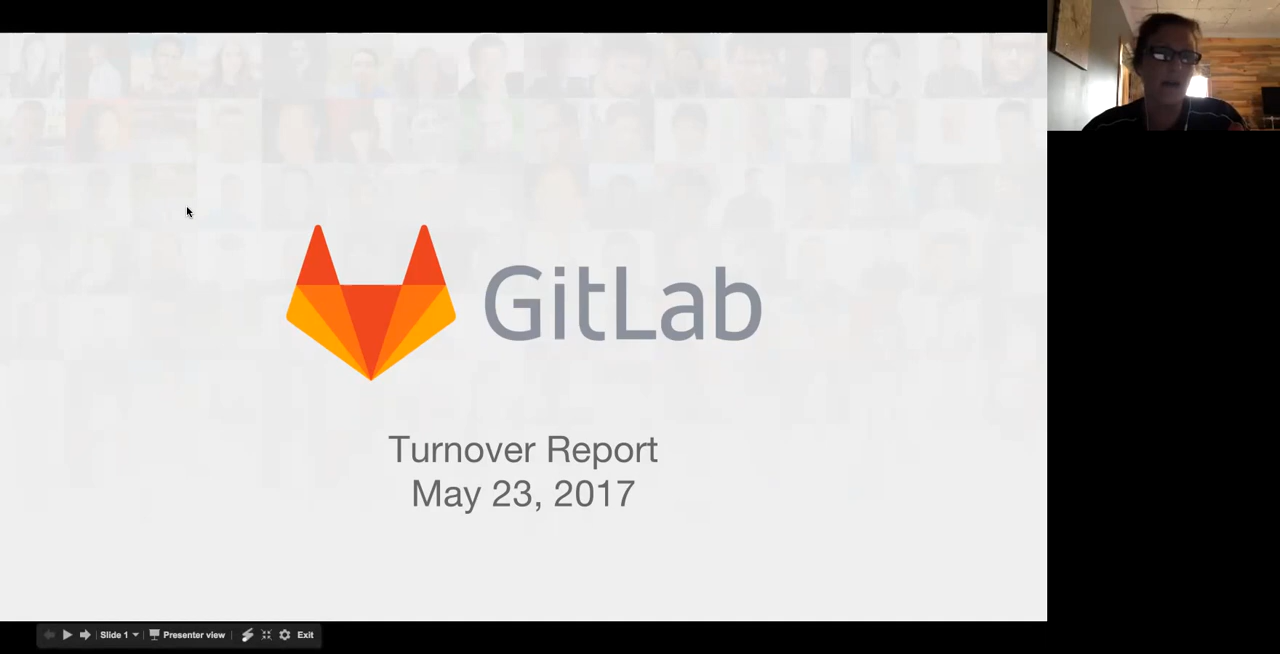 GitLab
Turnover Report
May 23, 2017
Slide 1
Presenter view
Exit